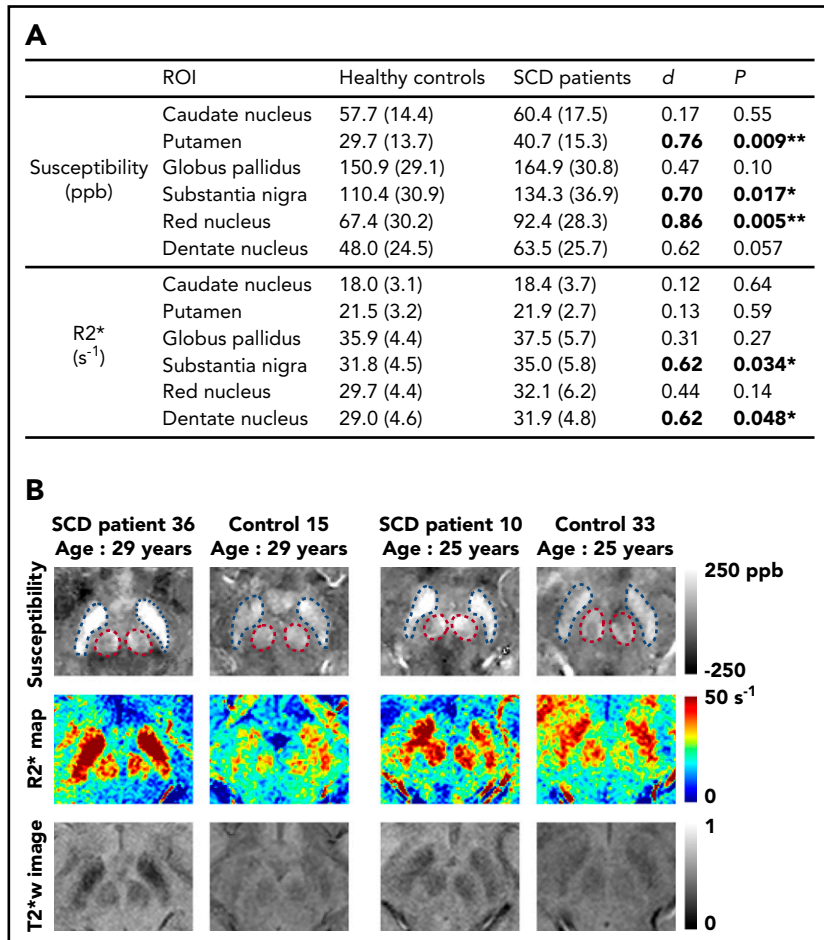 A
ROI Healthy controls SCD patients d P
Susceptibility (ppb)
Caudate nucleus 57.7 (14.4) 60.4 (17.5) 0.17 0.55
Putamen 29.7 (13.7) 40.7 (15.3) 0.76 0.009**
Globus pallidus 150.9 (29.1) 164.9 (30.8) 0.47 0.10
Substantia nigra 110.4 (30.9) 134.3 (36.9) 0.70 0.017*
Red nucleus 67.4 (30.2) 92.4 (28.3) 0.86 0.005**
Dentate nucleus 48.0 (24.5) 63.5 (25.7) 0.62 0.057
R2* (s⁻¹)
Caudate nucleus 18.0 (3.1) 18.4 (3.7) 0.12 0.64
Putamen 21.5 (3.2) 21.9 (2.7) 0.13 0.59
Globus pallidus 35.9 (4.4) 37.5 (5.7) 0.31 0.27
Substantia nigra 31.8 (4.5) 35.0 (5.8) 0.62 0.034*
Red nucleus 29.7 (4.4) 32.1 (6.2) 0.44 0.14
Dentate nucleus 29.0 (4.6) 31.9 (4.8) 0.62 0.048*
B
SCD patient 36 Control 15 SCD patient 10 Control 33
Age : 29 years Age : 29 years Age : 25 years Age : 25 years
Susceptibility
250 ppb
-250
R2* map
50 s⁻¹
0
T2*w image
1
0